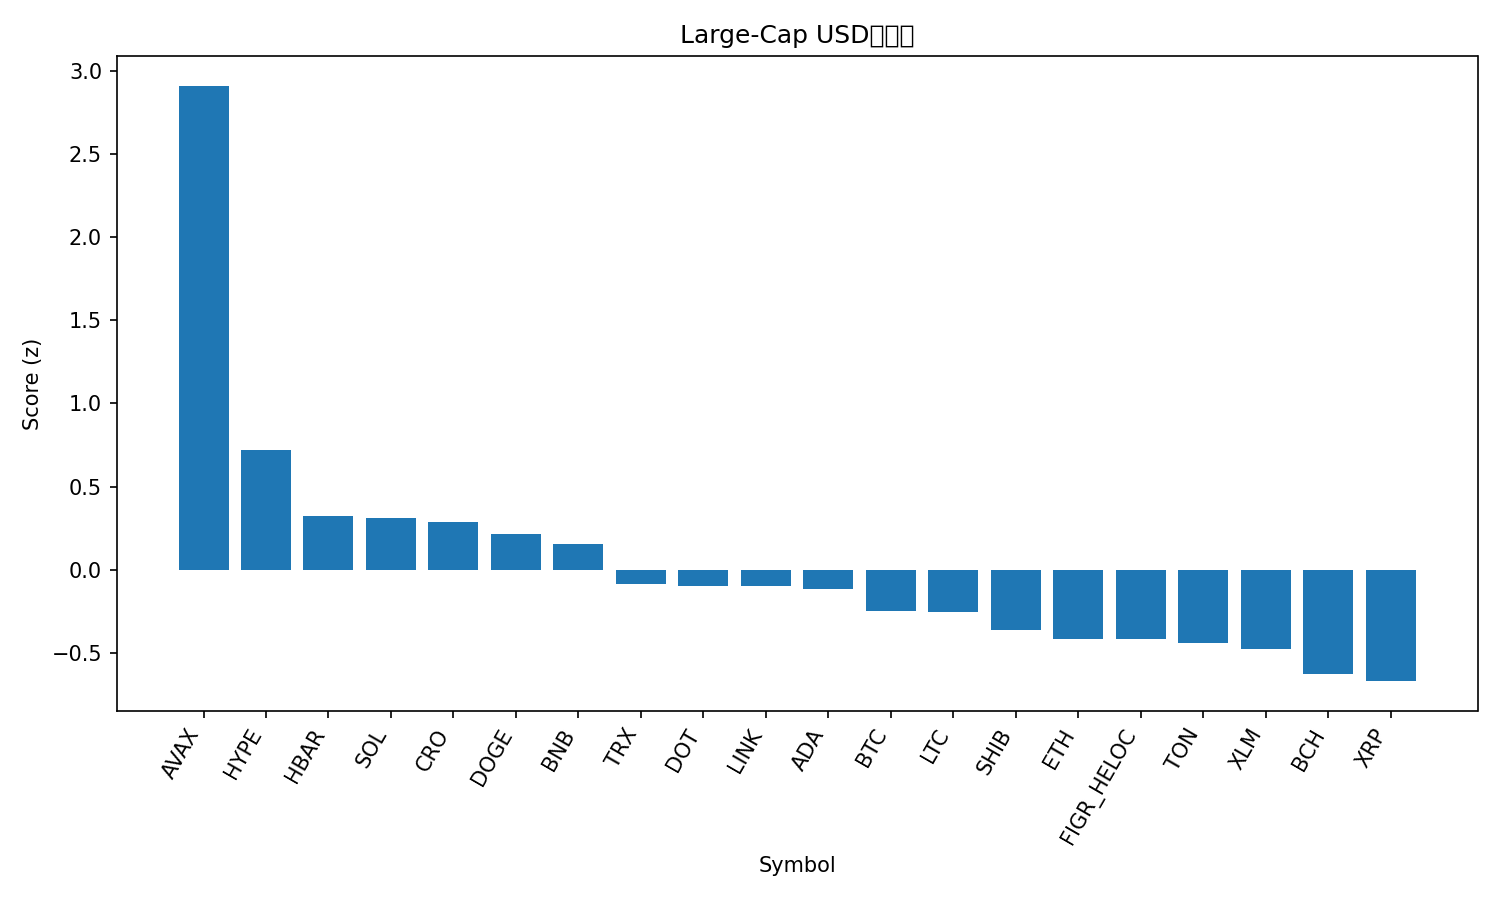 Large-Cap USD
3.0
2.5
2.0
1.5
1.0
0.5
0.0
−0.5
Score (z)
AVAX
HYPE
HBAR
SOL
CRO
DOGE
BNB
TRX
DOT
LINK
ADA
BTC
LTC
SHIB
ETH
FIGR_HELOC
TON
XLM
BCH
XRP
Symbol